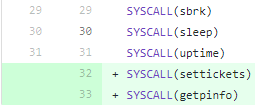 29 29 SYSCALL(sbrk)
30 30 SYSCALL(sleep)
31 31 SYSCALL(uptime)
32 + SYSCALL(settickets)
33 + SYSCALL(getpinfo)